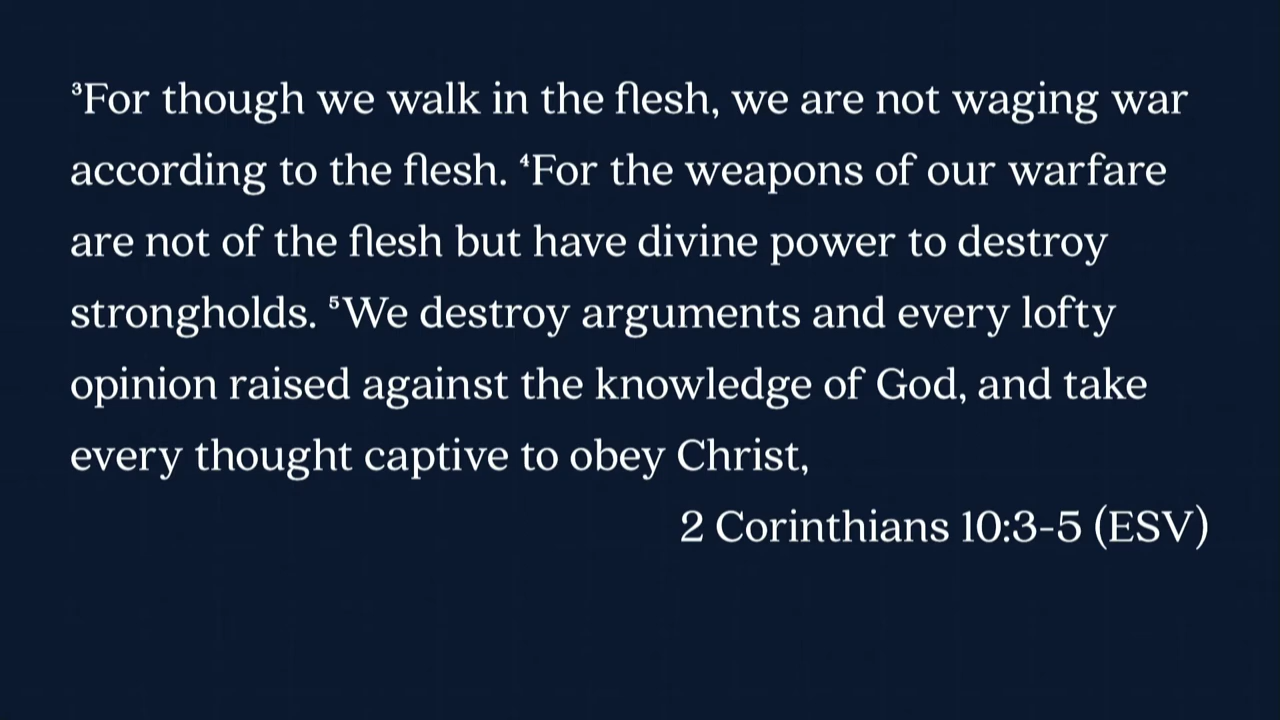 ³For though we walk in the flesh, we are not waging war
according to the flesh. ⁴For the weapons of our warfare
are not of the flesh but have divine power to destroy
strongholds. ⁵We destroy arguments and every lofty
opinion raised against the knowledge of God, and take
every thought captive to obey Christ,
2 Corinthians 10:3-5 (ESV)